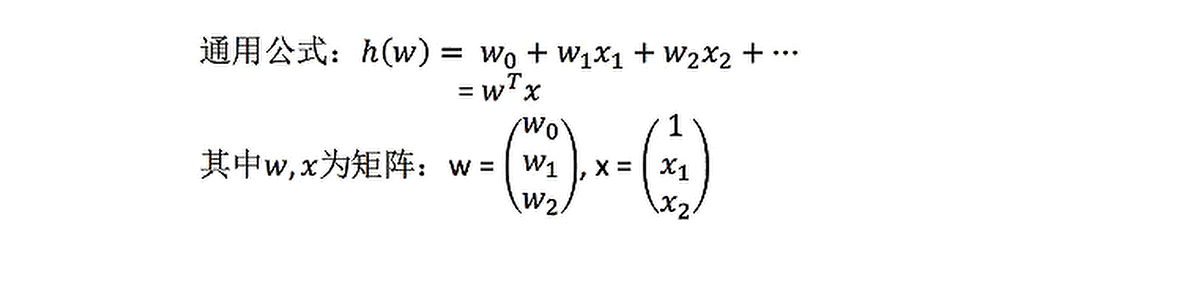 通用公式：h(w) = w₀ + w₁x₁ + w₂x₂ + ⋯
= wᵀx
其中w, x为矩阵：w = (w₀ w₁ w₂), x = (1 x₁ x₂)